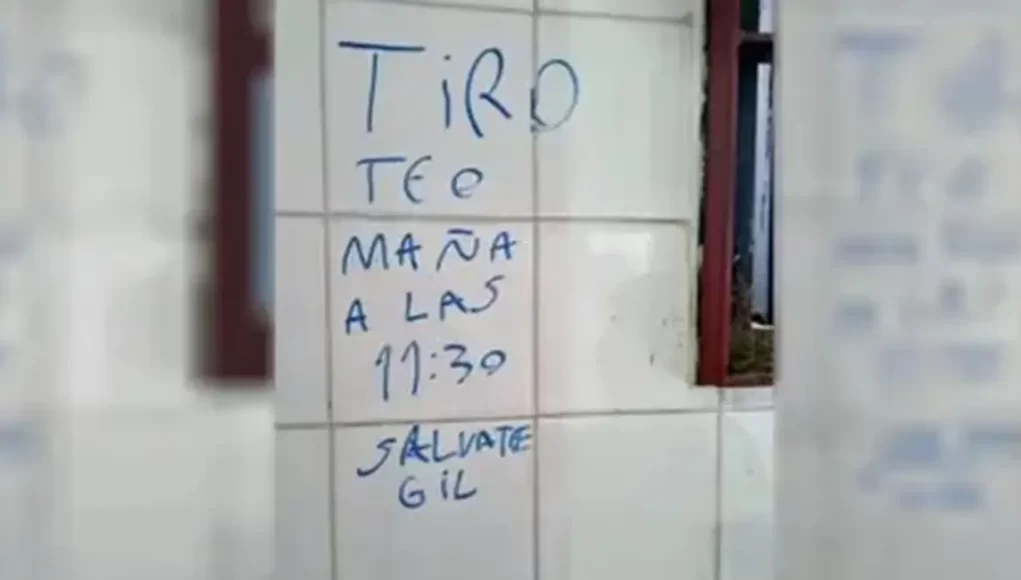 TiRO
TEO
MAÑA
A LAS
11:30
SALVATE
GiL